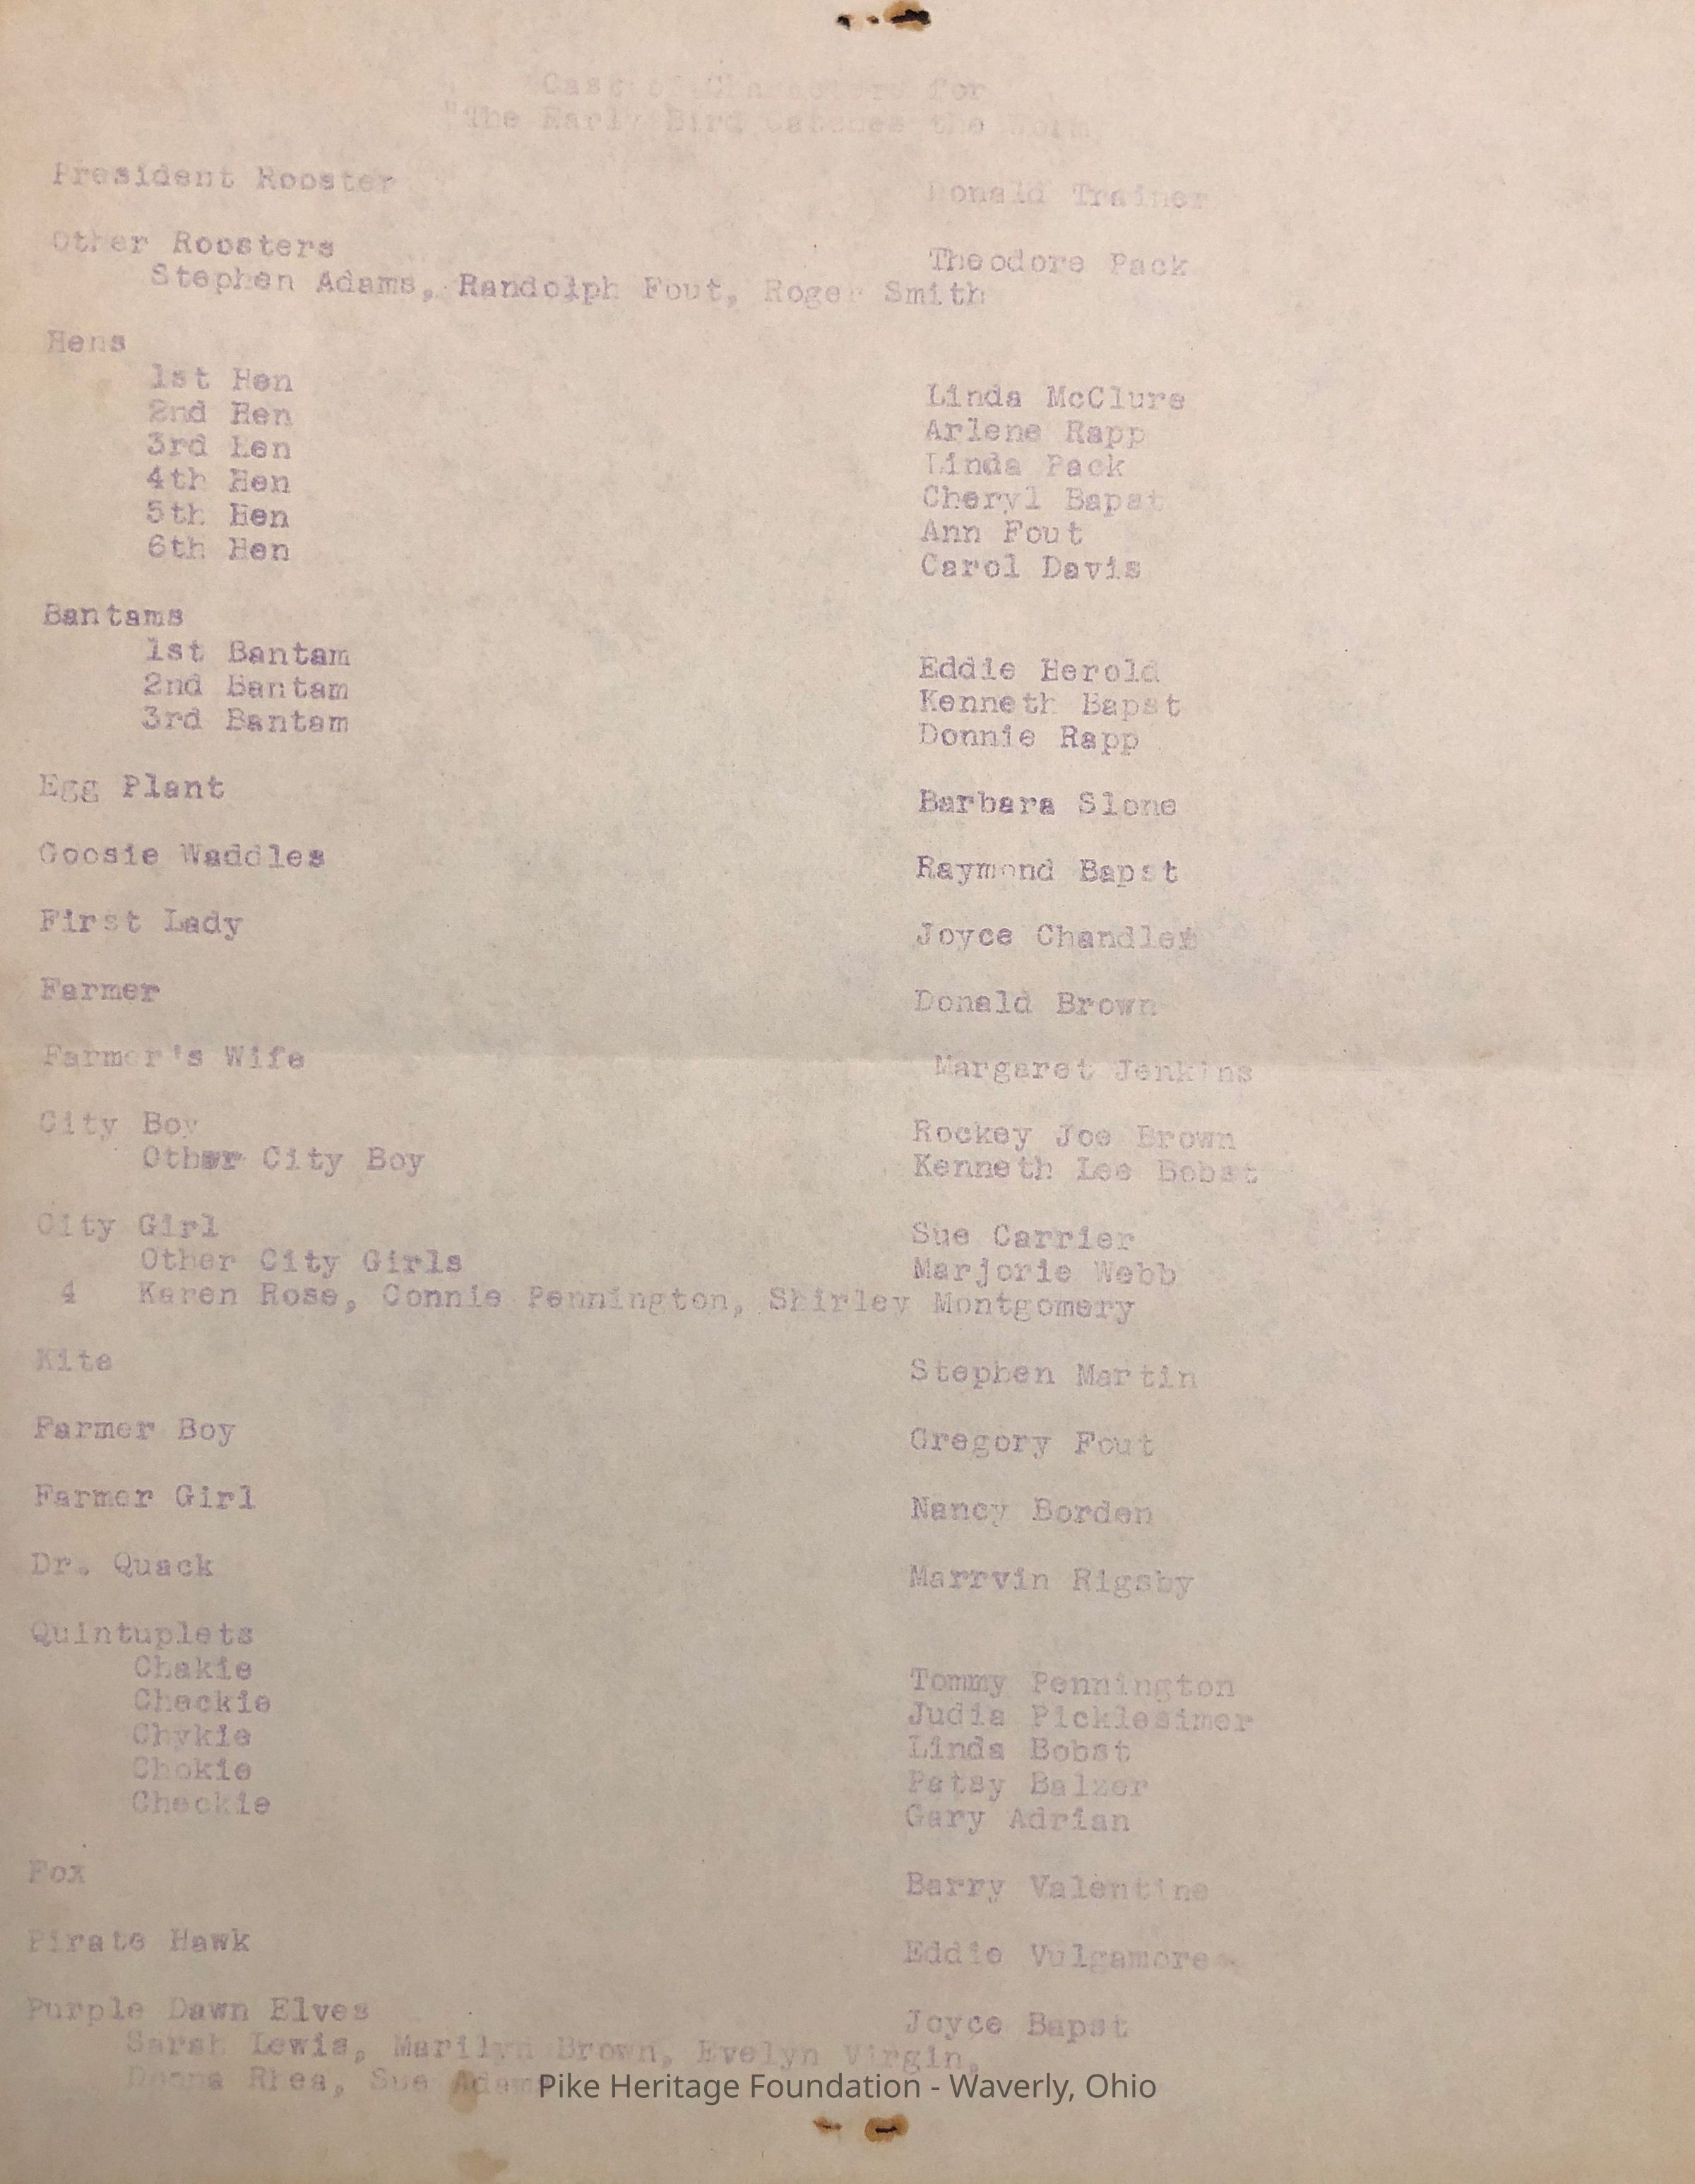 Cast of Characters for
"The Early Bird Catches the Worm
President Rooster Donald Trainer
Other Roosters Theodore Pack
Stephen Adams, Randolph Fout, Roger Smith
Hens
1st Hen Linda McClure
2nd Hen Arlene Rapp
3rd Hen Linda Pack
4th Hen Cheryl Bapst
5th Hen Ann Fout
6th Hen Carol Davis
Bantams
1st Bantam Eddie Herold
2nd Bantam Kenneth Bapst
3rd Bantam Donnie Rapp
Egg Plant Barbara Slone
Goosie Waddles Raymond Bapst
First Lady Joyce Chandler
Farmer Donald Brown
Farmer's Wife Margaret Jenkins
City Boy Rockey Joe Brown
Other City Boy Kenneth Lee Bobst
City Girl Sue Carrier
Other City Girls Marjorie Webb
4 Karen Rose, Connie Pennington, Shirley Montgomery
Kite Stephen Martin
Farmer Boy Gregory Fout
Farmer Girl Nancy Borden
Dr. Quack Marrvin Rigsby
Quintuplets
Chakie Tommy Pennington
Checkie Judia Picklesimer
Chykie Linda Bobst
Chokie Patsy Balzer
Checkie Gary Adrian
Fox Barry Valentine
Pirate Hawk Eddie Vulgamore
Purple Dawn Elves Joyce Bapst
Sarah Lewis, Marilyn Brown, Evelyn Virgin,
Rhea, Sue Adams
Pike Heritage Foundation - Waverly, Ohio